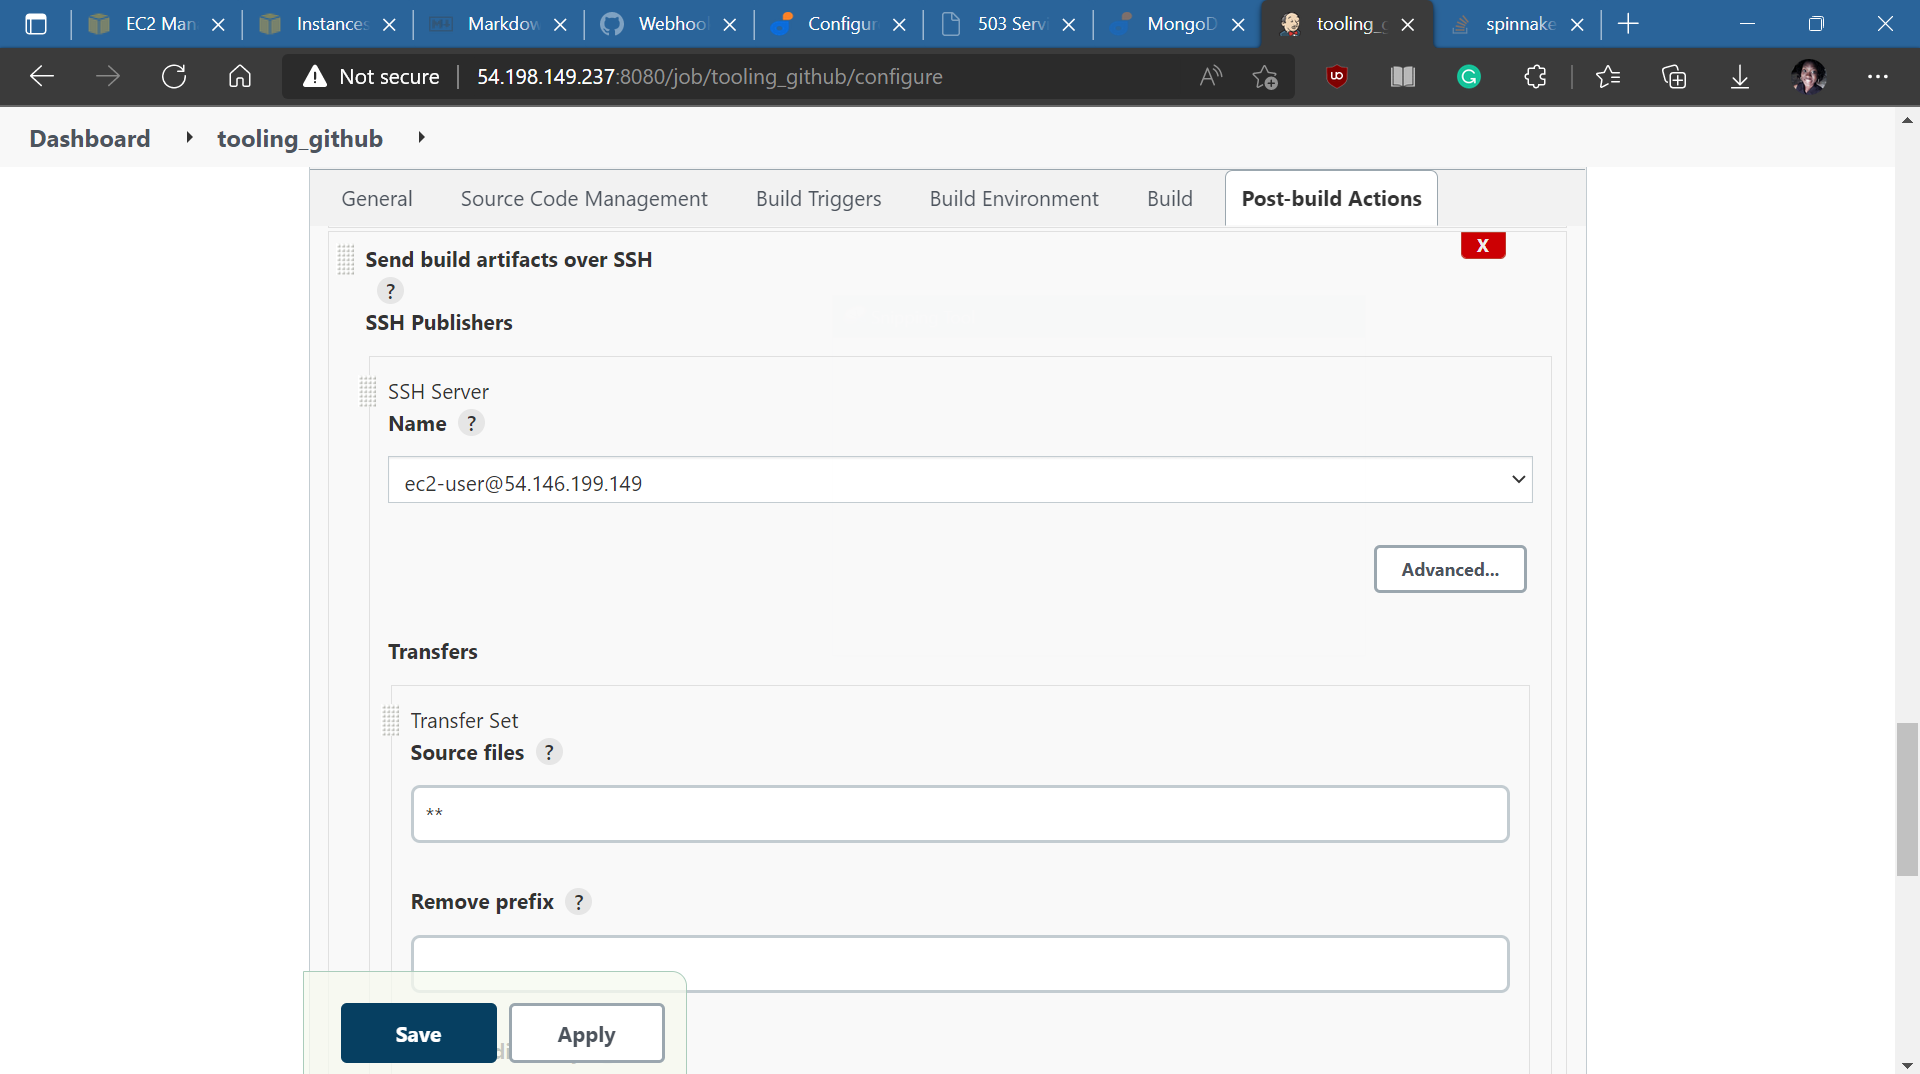 EC2 Man
Instances
Markdow
Webhoo
Configur
503 Servi
MongoD
tooling_g
spinnake
Not secure
54.198.149.237:8080/job/tooling_github/configure
Dashboard
tooling_github
General
Source Code Management
Build Triggers
Build Environment
Build
Post-build Actions
Send build artifacts over SSH
X
?
SSH Publishers
SSH Server
Name ?
ec2-user@54.146.199.149
Advanced...
Transfers
Transfer Set
Source files ?
**
Remove prefix ?
Save
Apply